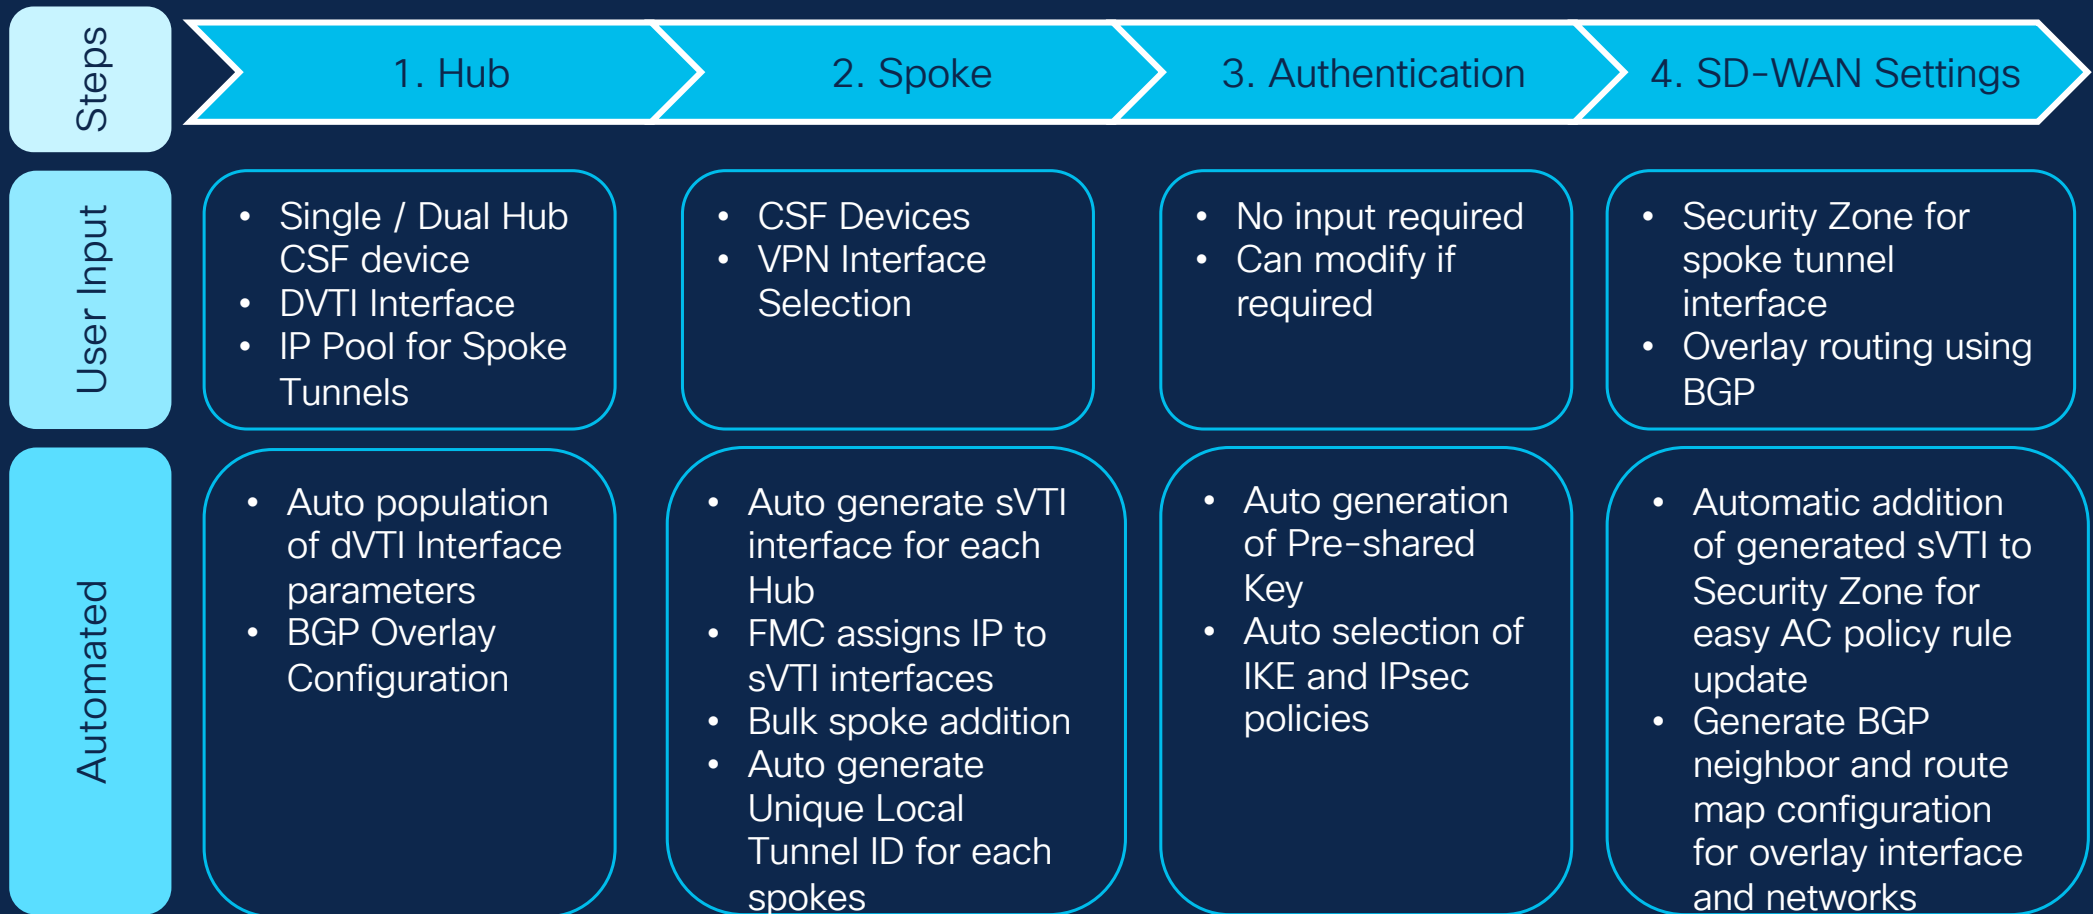 Steps
1. Hub
2. Spoke
3. Authentication
4. SD-WAN Settings
User Input
• Single / Dual Hub
CSF device
• DVTI Interface
• IP Pool for Spoke
Tunnels
• CSF Devices
• VPN Interface
Selection
• No input required
• Can modify if
required
• Security Zone for
spoke tunnel
interface
• Overlay routing using
BGP
Automated
• Auto population
of dVTI Interface
parameters
• BGP Overlay
Configuration
• Auto generate sVTI
interface for each
Hub
• FMC assigns IP to
sVTI interfaces
• Bulk spoke addition
• Auto generate
Unique Local
Tunnel ID for each
spokes
• Auto generation
of Pre-shared
Key
• Auto selection of
IKE and IPsec
policies
• Automatic addition
of generated sVTI to
Security Zone for
easy AC policy rule
update
• Generate BGP
neighbor and route
map configuration
for overlay interface
and networks